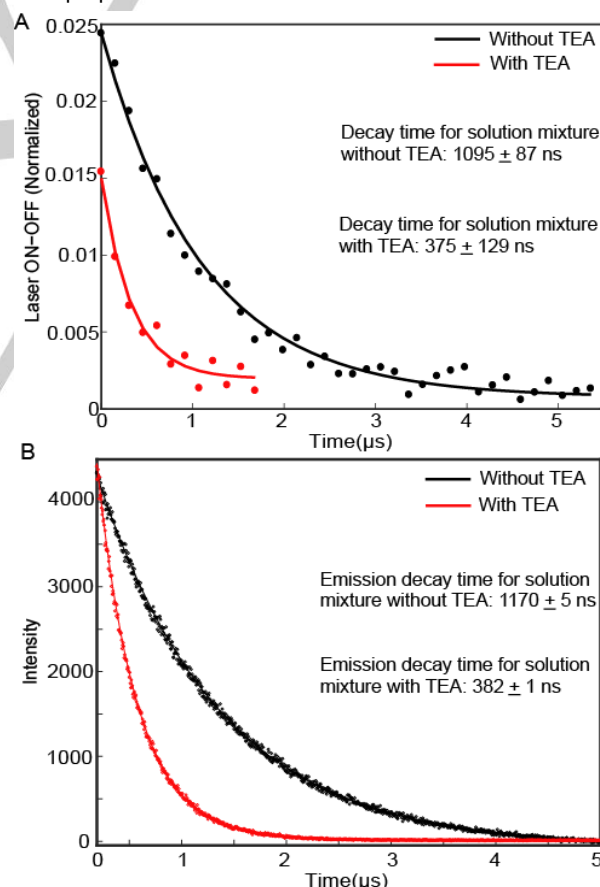 A
Laser ON–OFF (Normalized)
0.025
0.02
0.015
0.01
0.005
0
Without TEA
With TEA
Decay time for solution mixture
without TEA: 1095 ± 87 ns
Decay time for solution mixture
with TEA: 375 ± 129 ns
0 1 2 3 4 5
Time(μs)
B
Intensity
4000
3000
2000
1000
0
Without TEA
With TEA
Emission decay time for solution
mixture without TEA: 1170 ± 5 ns
Emission decay time for solution
mixture with TEA: 382 ± 1 ns
0 1 2 3 4 5
Time(μs)